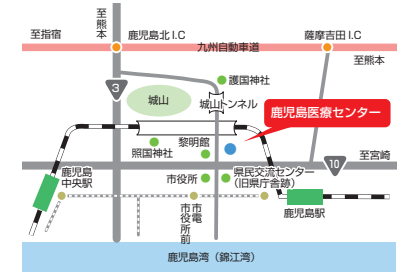 至熊本
鹿児島北I.C
薩摩吉田I.C
至指宿
九州自動車道
至熊本
護国神社
3
城山
城山トンネル
鹿児島医療センター
黎明館
照国神社
至宮崎
10
鹿児島
中央駅
市役所
県民交流センター
(旧県庁舎跡)
市電
市役所前
鹿児島駅
鹿児島湾(錦江湾)